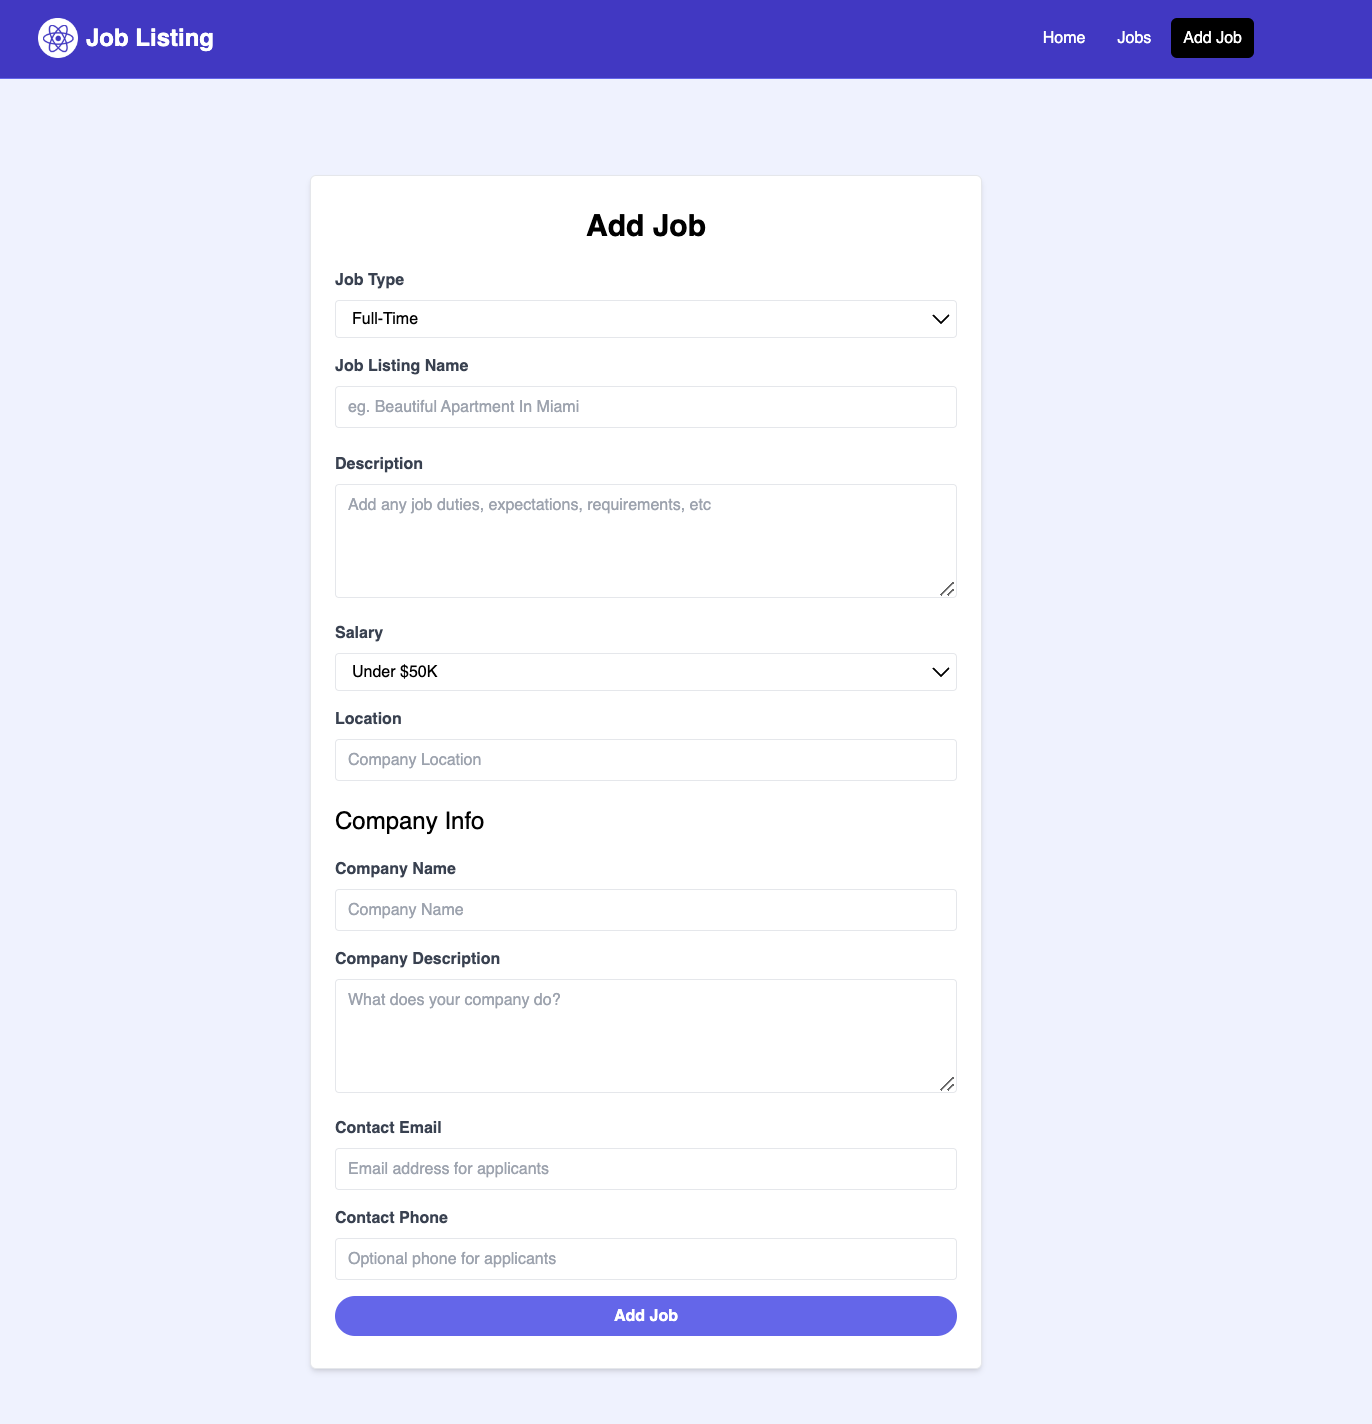 Job Listing
Home
Jobs
Add Job
Add Job
Job Type
Full-Time
Job Listing Name
eg. Beautiful Apartment In Miami
Description
Add any job duties, expectations, requirements, etc
Salary
Under $50K
Location
Company Location
Company Info
Company Name
Company Name
Company Description
What does your company do?
Contact Email
Email address for applicants
Contact Phone
Optional phone for applicants
Add Job